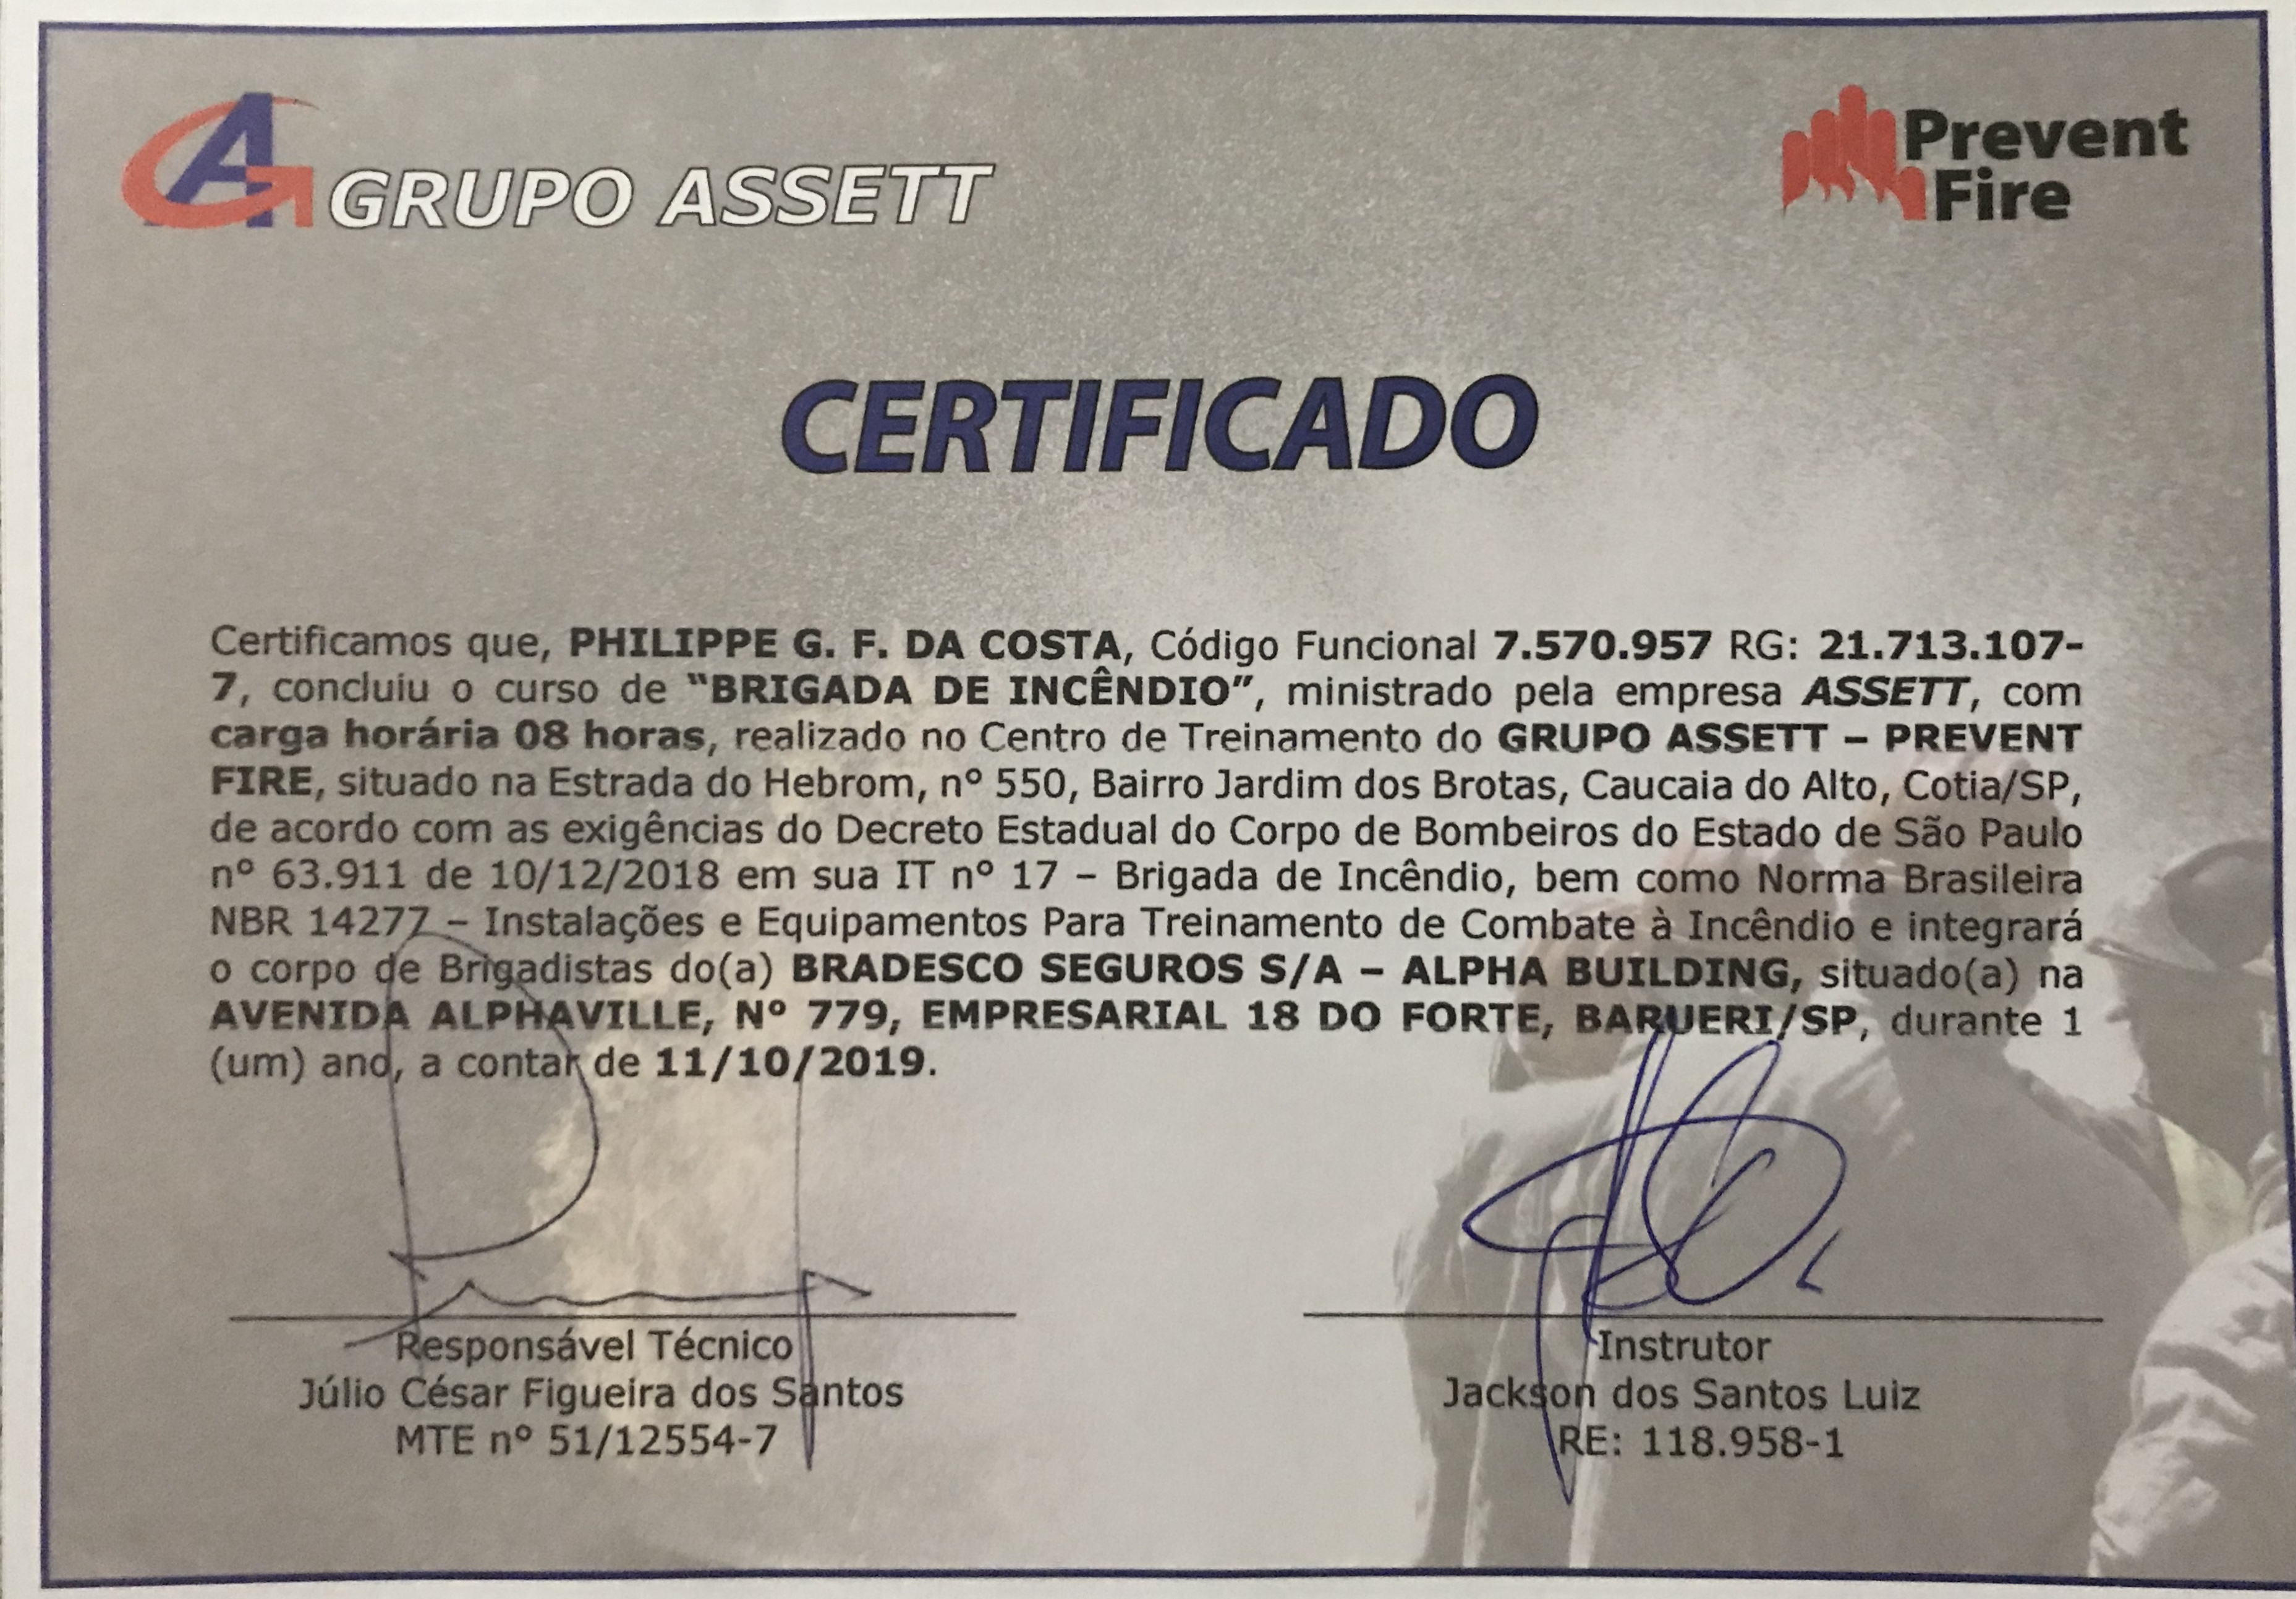 GRUPO ASSETT
Prevent
Fire
CERTIFICADO
Certificamos que, PHILIPPE G. F. DA COSTA, Código Funcional 7.570.957 RG: 21.713.107-
7, concluiu o curso de “BRIGADA DE INCÊNDIO”, ministrado pela empresa ASSETT, com
carga horária 08 horas, realizado no Centro de Treinamento do GRUPO ASSETT – PREVENT
FIRE, situado na Estrada do Hebrom, nº 550, Bairro Jardim dos Brotas, Caucaia do Alto, Cotia/SP,
de acordo com as exigências do Decreto Estadual do Corpo de Bombeiros do Estado de São Paulo
nº 63.911 de 10/12/2018 em sua IT nº 17 – Brigada de Incêndio, bem como Norma Brasileira
NBR 14277 – Instalações e Equipamentos Para Treinamento de Combate à Incêndio e integrará
o corpo de Brigadistas do(a) BRADESCO SEGUROS S/A – ALPHA BUILDING, situado(a) na
AVENIDA ALPHAVILLE, Nº 779, EMPRESARIAL 18 DO FORTE, BARUERI/SP, durante 1
(um) ano, a contar de 11/10/2019.
Responsável Técnico
Júlio César Figueira dos Santos
MTE nº 51/12554-7
Instrutor
Jackson dos Santos Luiz
RE: 118.958-1